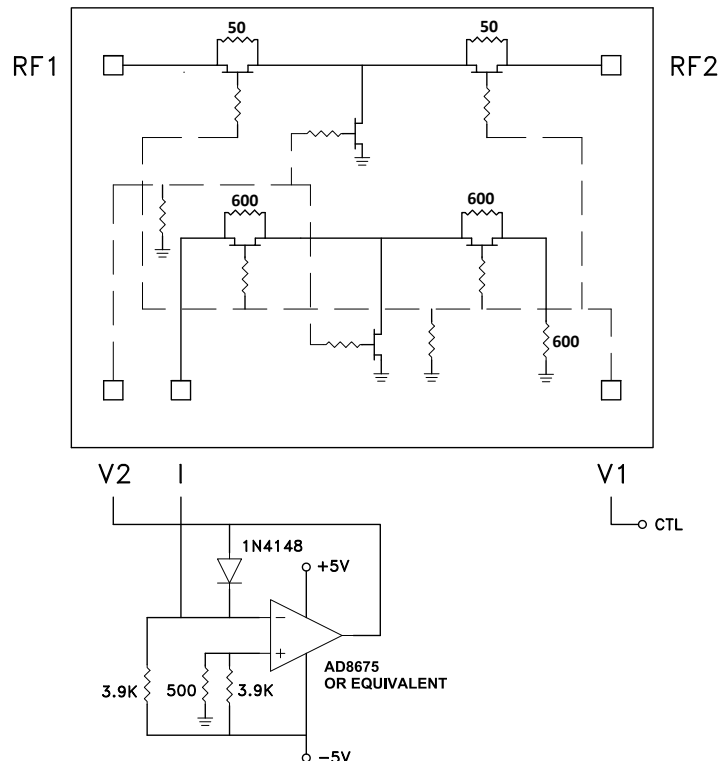 50
50
RF1
RF2
600
600
600
V2
I
V1
CTL
1N4148
+5V
−
+
AD8675
OR EQUIVALENT
3.9K
500
3.9K
−5V